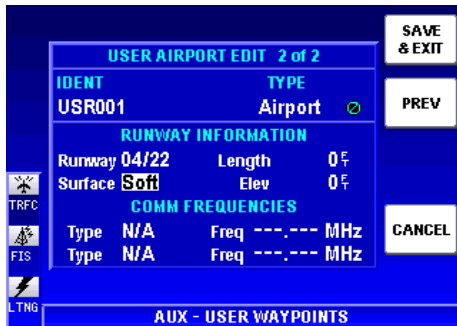 SAVE
& EXIT
USER AIRPORT EDIT 2 of 2
IDENT TYPE
USR001 Airport
PREV
RUNWAY INFORMATION
Runway 04/22 Length 0 FT
Surface Soft Elev 0 FT
TRFC
COMM FREQUENCIES
Type N/A Freq ---.--- MHz
CANCEL
FIS
Type N/A Freq ---.--- MHz
LTNG
AUX - USER WAYPOINTS